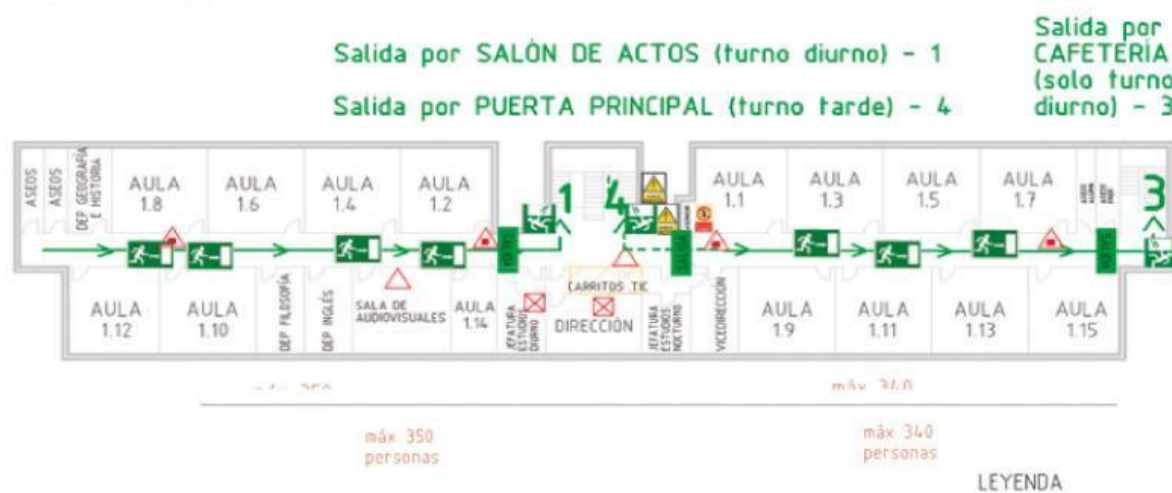 Salida por SALÓN DE ACTOS (turno diurno) - 1
Salida por PUERTA PRINCIPAL (turno tarde) - 4
Salida por
CAFETERÍA
(solo turno
diurno) - 3
ASEOS
ASEOS
DEP GEOGRAFÍA
E HISTORIA
AULA
1.8
AULA
1.6
AULA
1.4
AULA
1.2
1
4
AULA
1.1
AULA
1.3
AULA
1.5
AULA
1.7
3
AULA
1.12
AULA
1.10
DEP FILOSOFÍA
DEP INGLÉS
SALA DE
AUDIOVISUALES
AULA
1.14
JEFATURA
ESTUDIOS
DIURNO
CARRITOS TIC
DIRECCIÓN
JEFATURA
ESTUDIOS
NOCTURNO
SALIDA
VICEDIRECCIÓN
AULA
1.9
AULA
1.11
AULA
1.13
AULA
1.15
máx 340
máx 350
personas
máx 340
personas
LEYENDA